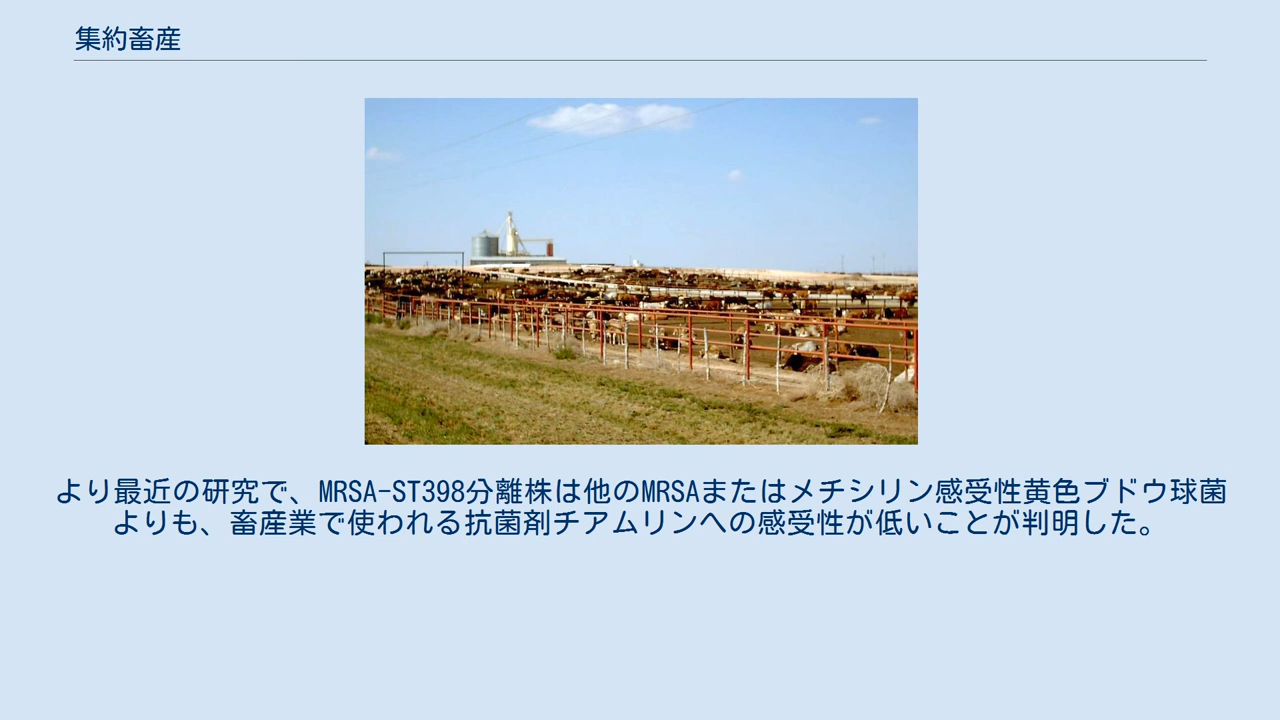 集約畜産
より最近の研究で、MRSA-ST398分離株は他のMRSAまたはメチシリン感受性黄色ブドウ球菌
よりも、畜産業で使われる抗菌剤チアムリンへの感受性が低いことが判明した。